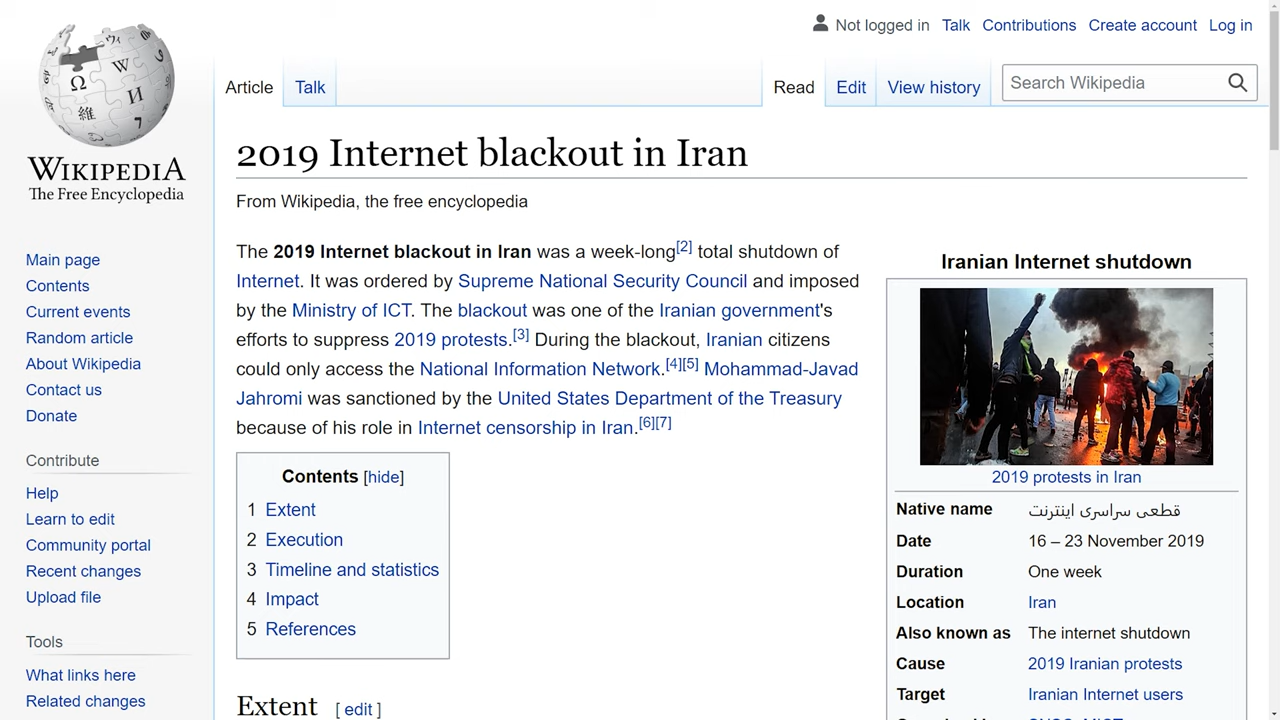 Not logged in Talk Contributions Create account Log in
Article Talk Read Edit View history Search Wikipedia
WIKIPEDIA
The Free Encyclopedia
Main page
Contents
Current events
Random article
About Wikipedia
Contact us
Donate
Contribute
Help
Learn to edit
Community portal
Recent changes
Upload file
Tools
What links here
Related changes
2019 Internet blackout in Iran
From Wikipedia, the free encyclopedia
The 2019 Internet blackout in Iran was a week-long[2] total shutdown of
Internet. It was ordered by Supreme National Security Council and imposed
by the Ministry of ICT. The blackout was one of the Iranian government's
efforts to suppress 2019 protests.[3] During the blackout, Iranian citizens
could only access the National Information Network.[4][5] Mohammad-Javad
Jahromi was sanctioned by the United States Department of the Treasury
because of his role in Internet censorship in Iran.[6][7]
Contents [hide]
1 Extent
2 Execution
3 Timeline and statistics
4 Impact
5 References
Extent [ edit ]
Iranian Internet shutdown
2019 protests in Iran
Native name قطعی سراسری اینترنت
Date 16 – 23 November 2019
Duration One week
Location Iran
Also known as The internet shutdown
Cause 2019 Iranian protests
Target Iranian Internet users